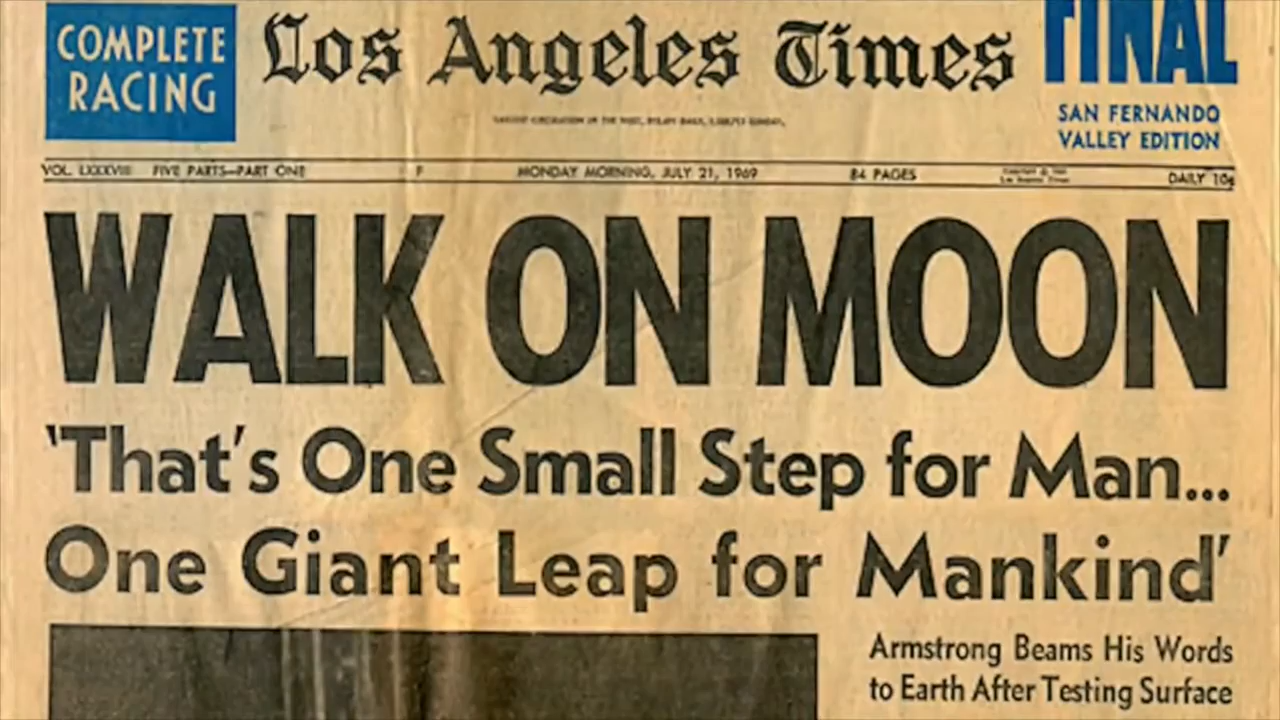 COMPLETE
RACING
Los Angeles Times
FINAL
SAN FERNANDO
VALLEY EDITION
VOL. LXXXVIII FIVE PARTS—PART ONE F MONDAY MORNING, JULY 21, 1969 84 PAGES DAILY 10¢
WALK ON MOON
'That's One Small Step for Man...
One Giant Leap for Mankind'
Armstrong Beams His Words
to Earth After Testing Surface